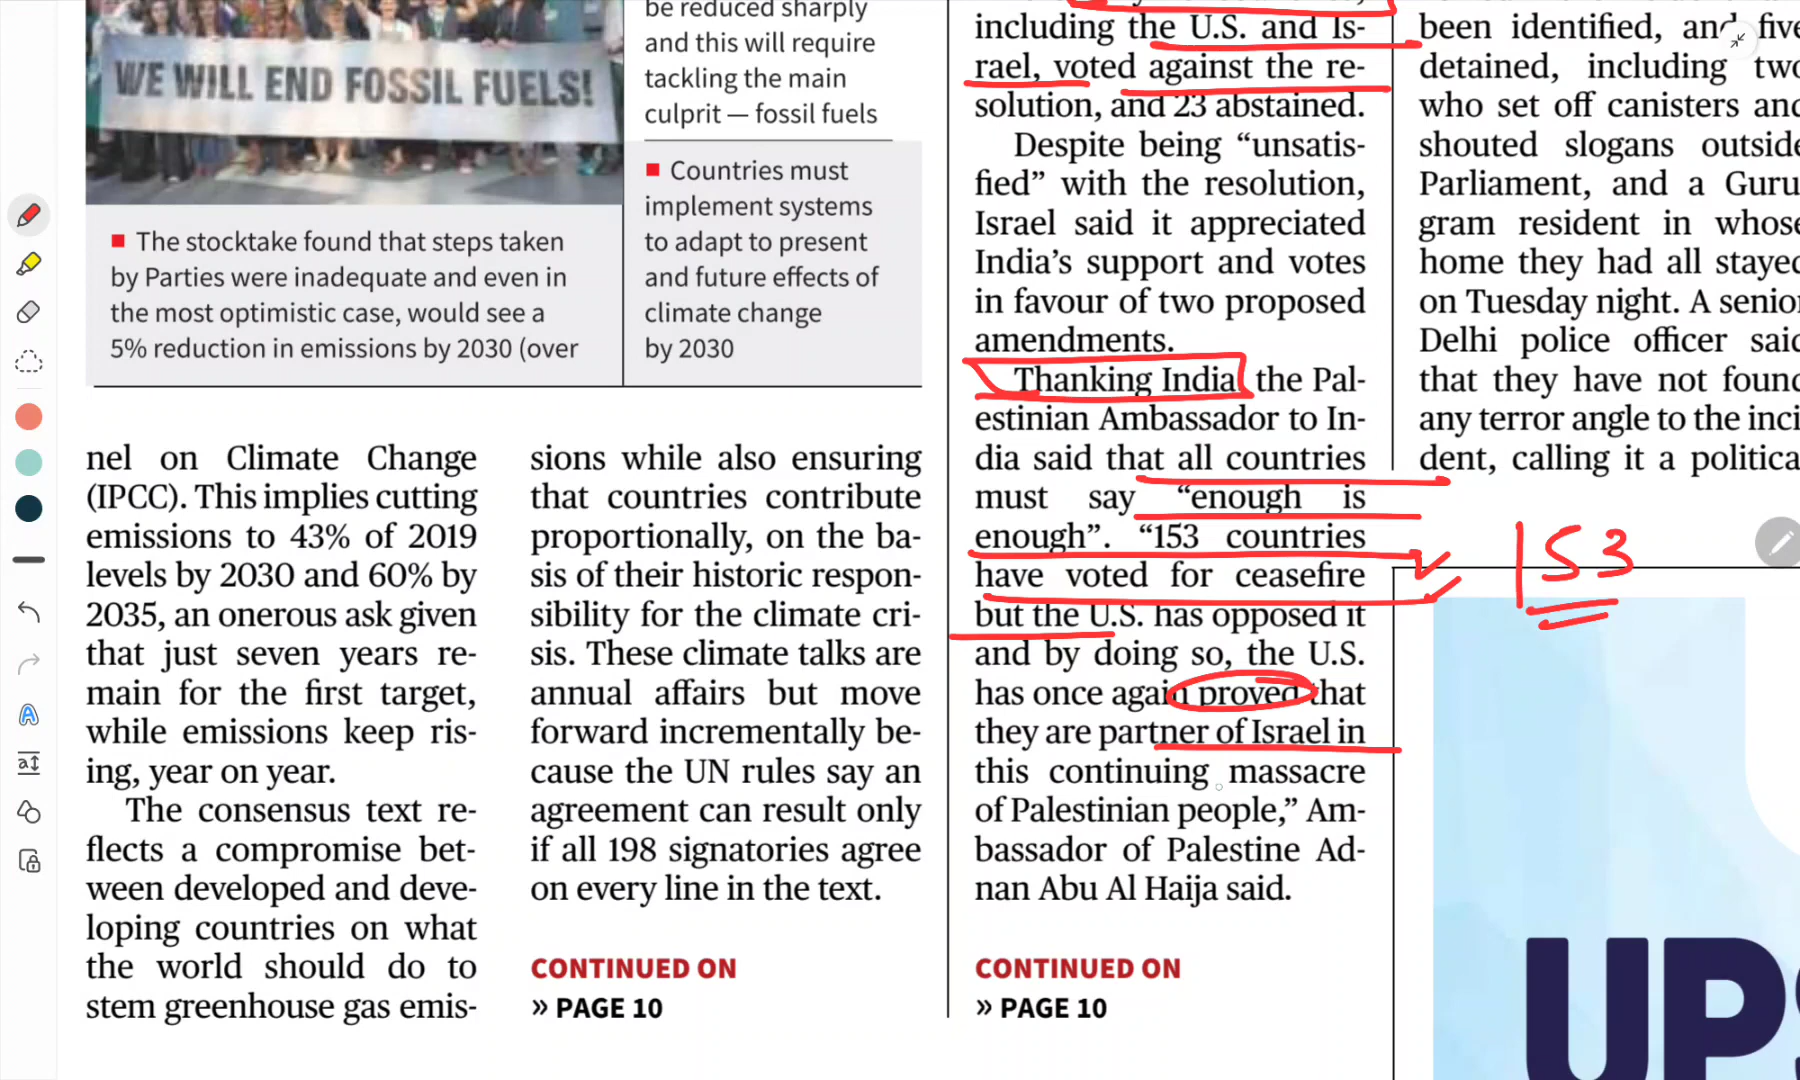 WE WILL END FOSSIL FUELS!
■ The stocktake found that steps taken
by Parties were inadequate and even in
the most optimistic case, would see a
5% reduction in emissions by 2030 (over
be reduced sharply
and this will require
tackling the main
culprit — fossil fuels
■ Countries must
implement systems
to adapt to present
and future effects of
climate change
by 2030
nel on Climate Change
(IPCC). This implies cutting
emissions to 43% of 2019
levels by 2030 and 60% by
2035, an onerous ask given
that just seven years re-
main for the first target,
while emissions keep ris-
ing, year on year.
The consensus text re-
flects a compromise bet-
ween developed and deve-
loping countries on what
the world should do to
stem greenhouse gas emis-
sions while also ensuring
that countries contribute
proportionally, on the ba-
sis of their historic respon-
sibility for the climate cri-
sis. These climate talks are
annual affairs but move
forward incrementally be-
cause the UN rules say an
agreement can result only
if all 198 signatories agree
on every line in the text.
CONTINUED ON
» PAGE 10
including the U.S. and Is-
rael, voted against the re-
solution, and 23 abstained.
Despite being “unsatis-
fied” with the resolution,
Israel said it appreciated
India’s support and votes
in favour of two proposed
amendments.
Thanking India, the Pal-
estinian Ambassador to In-
dia said that all countries
must say “enough is
enough”. “153 countries
have voted for ceasefire
but the U.S. has opposed it
and by doing so, the U.S.
has once again proved that
they are partner of Israel in
this continuing massacre
of Palestinian people,” Am-
bassador of Palestine Ad-
nan Abu Al Haija said.
CONTINUED ON
» PAGE 10
been identified, and five
detained, including two
who set off canisters and
shouted slogans outside
Parliament, and a Guru-
gram resident in whose
home they had all stayed
on Tuesday night. A senior
Delhi police officer said
that they have not found
any terror angle to the inci-
dent, calling it a political
153
UPS